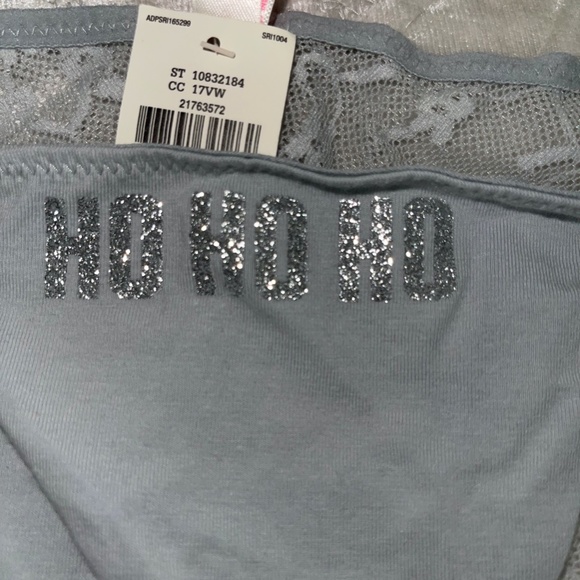 ADPSRI165299
SRI1004
ST 10832184
CC 17VW
21763572
HO HO HO